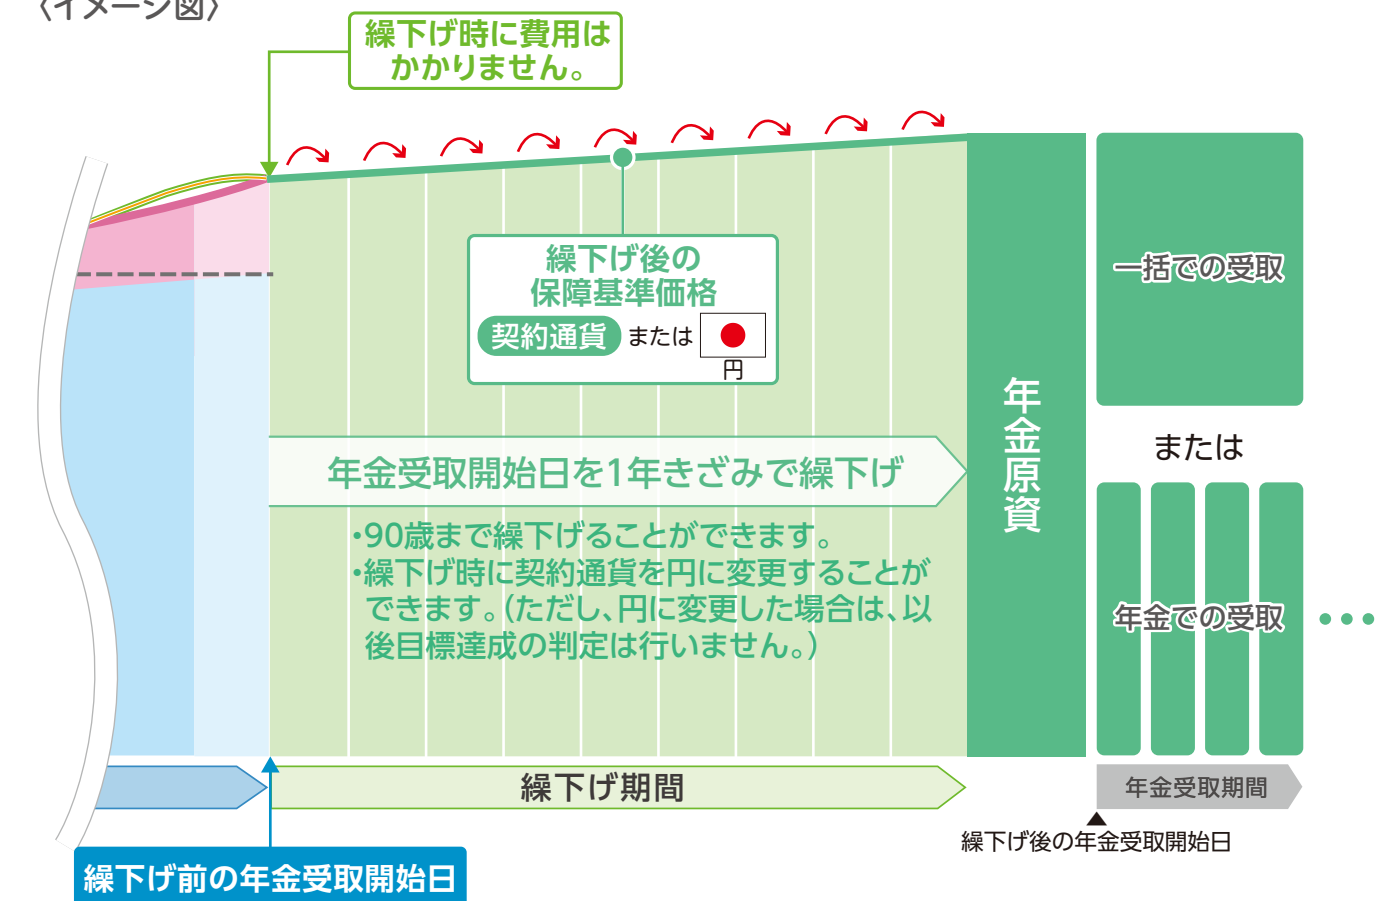 〈イメージ図〉
繰下げ時に費用は
かかりません。
繰下げ後の
保障基準価格
契約通貨 または
円
年金受取開始日を1年きざみで繰下げ
・90歳まで繰下げることができます。
・繰下げ時に契約通貨を円に変更することが
できます。(ただし、円に変更した場合は、以
後目標達成の判定は行いません。)
年金原資
一括での受取
または
年金での受取
繰下げ期間
年金受取期間
繰下げ後の年金受取開始日
繰下げ前の年金受取開始日